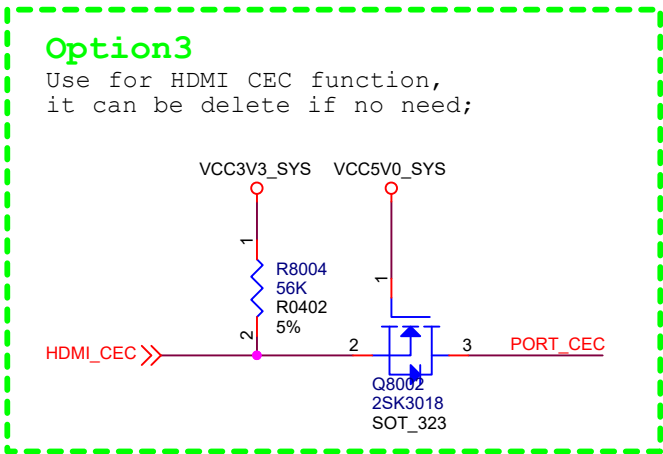 Option3
Use for HDMI CEC function,
it can be delete if no need;
VCC3V3_SYS VCC5V0_SYS
1
1
R8004
56K
R0402
5%
2
HDMI_CEC
2
3
PORT_CEC
Q8002
2SK3018
SOT_323